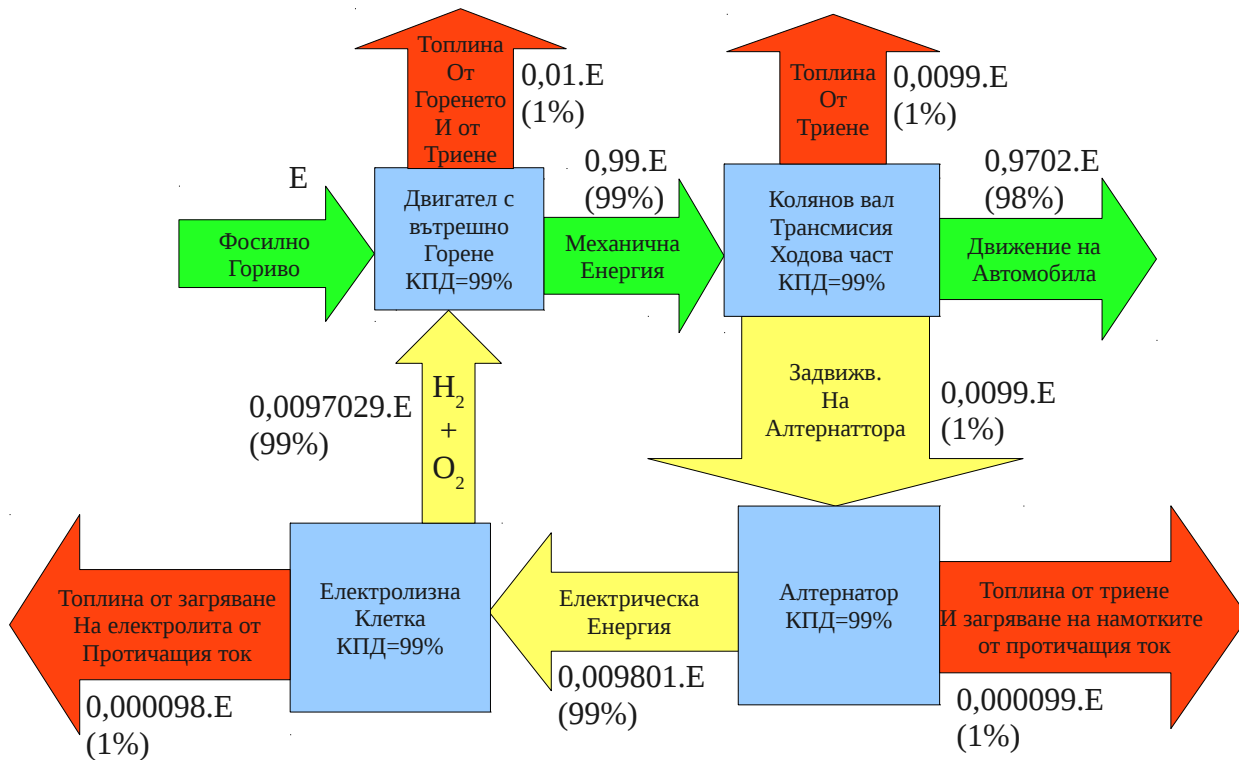 Топлина
От
Горенето
И от
Триене
0,01.E
(1%)
Топлина
От
Триене
0,0099.E
(1%)
E
Фосилно
Гориво
Двигател с
вътрешно
Горене
КПД=99%
0,99.E
(99%)
Механична
Енергия
Колянов вал
Трансмисия
Ходова част
КПД=99%
0,9702.E
(98%)
Движение на
Автомобила
0,0097029.E
(99%)
H₂
+
O₂
Задвижв.
На
Алтернаттора
0,0099.E
(1%)
Топлина от загряване
На електролита от
Протичащия ток
0,000098.E
(1%)
Електролизна
Клетка
КПД=99%
Електрическа
Енергия
0,009801.E
(99%)
Алтернатор
КПД=99%
Топлина от триене
И загряване на намотките
от протичащия ток
0,000099.E
(1%)